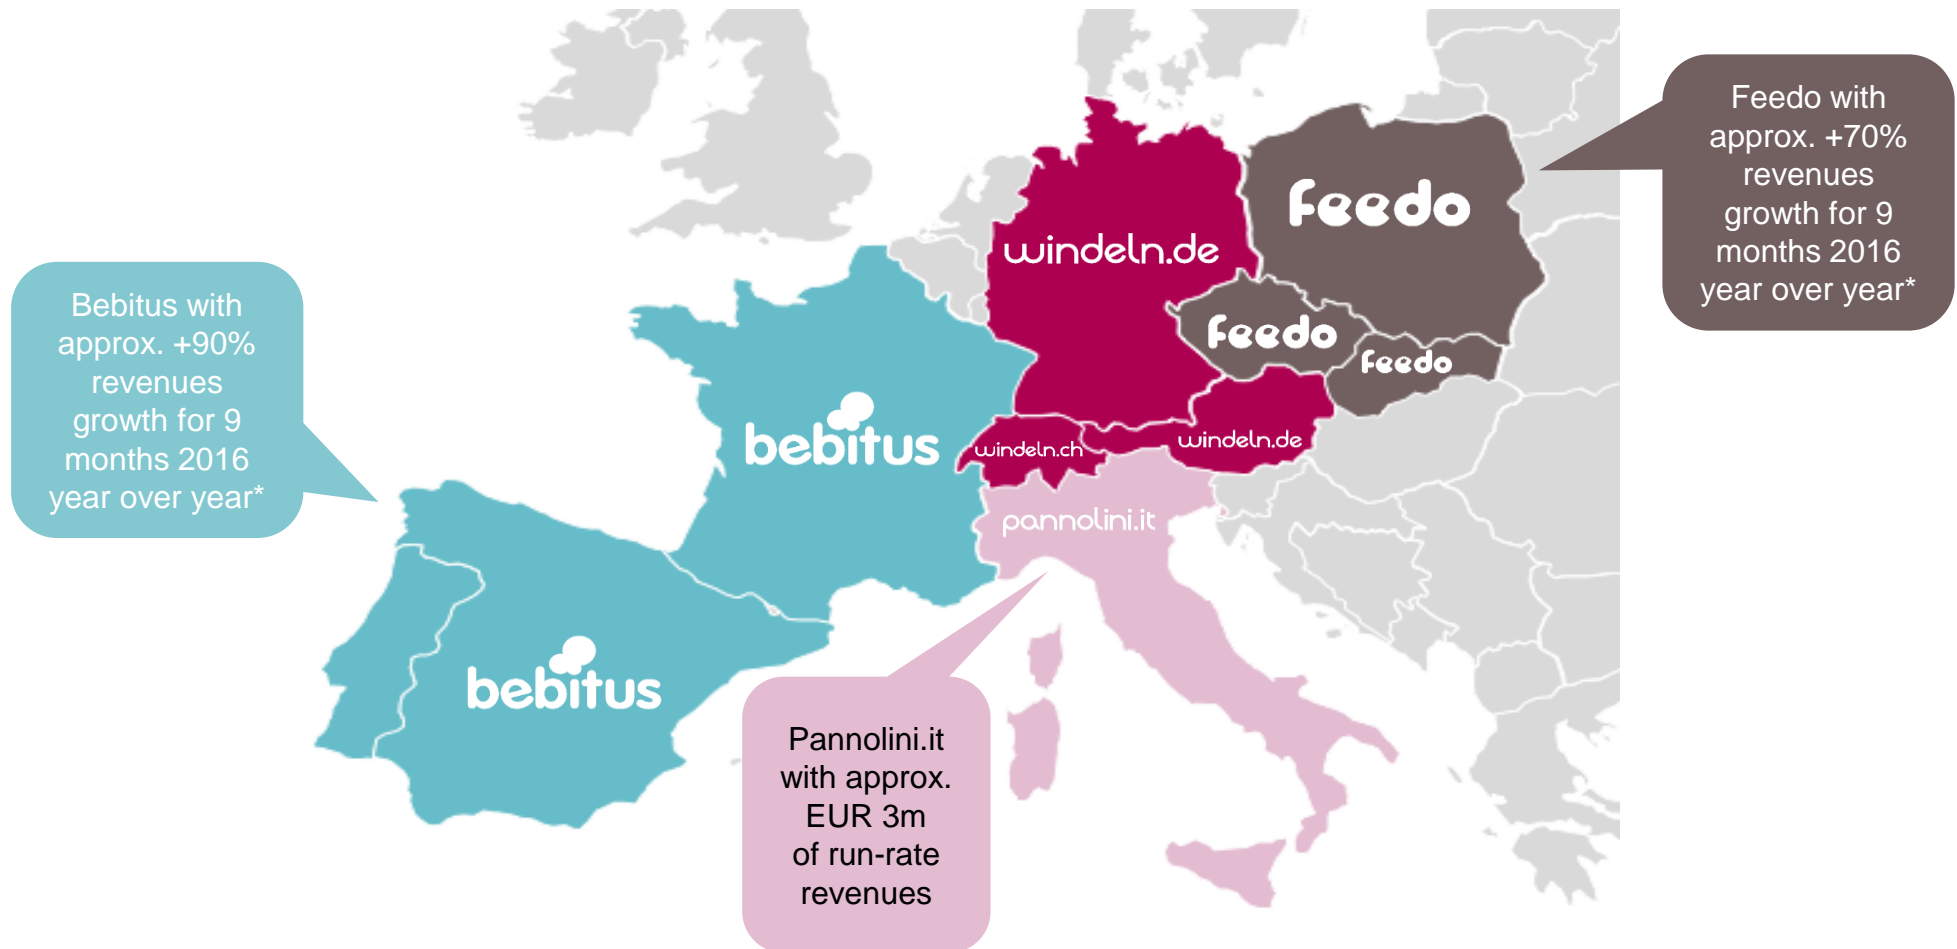 Feedo with
approx. +70%
revenues
growth for 9
months 2016
year over year*
feedo
windeln.de
Bebitus with
approx. +90%
revenues
growth for 9
months 2016
year over year*
feedo
feedo
bebitus
windeln.ch
windeln.de
pannolini.it
bebitus
Pannolini.it
with approx.
EUR 3m
of run-rate
revenues